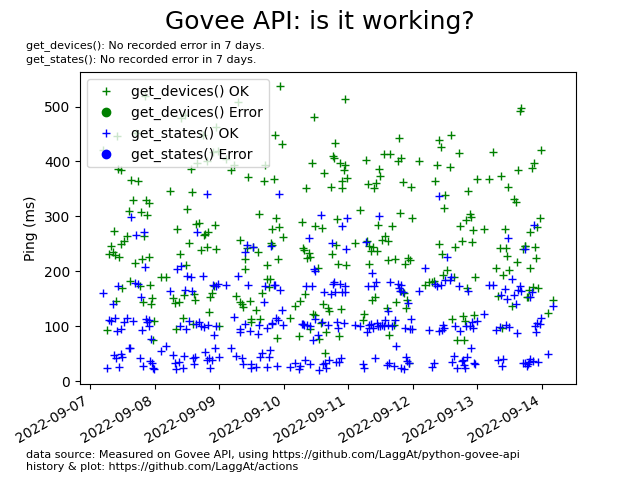 Govee API: is it working?
get_devices(): No recorded error in 7 days.
get_states(): No recorded error in 7 days.
get_devices() OK
get_devices() Error
get_states() OK
get_states() Error
Ping (ms)
500
400
300
200
100
0
2022-09-07
2022-09-08
2022-09-09
2022-09-10
2022-09-11
2022-09-12
2022-09-13
2022-09-14
data source: Measured on Govee API, using https://github.com/LaggAt/python-govee-api
history & plot: https://github.com/LaggAt/actions